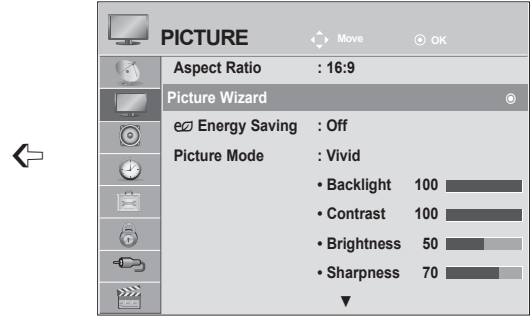 PICTURE Move OK
Aspect Ratio : 16:9
Picture Wizard
Energy Saving : Off
Picture Mode : Vivid
• Backlight 100
• Contrast 100
• Brightness 50
• Sharpness 70